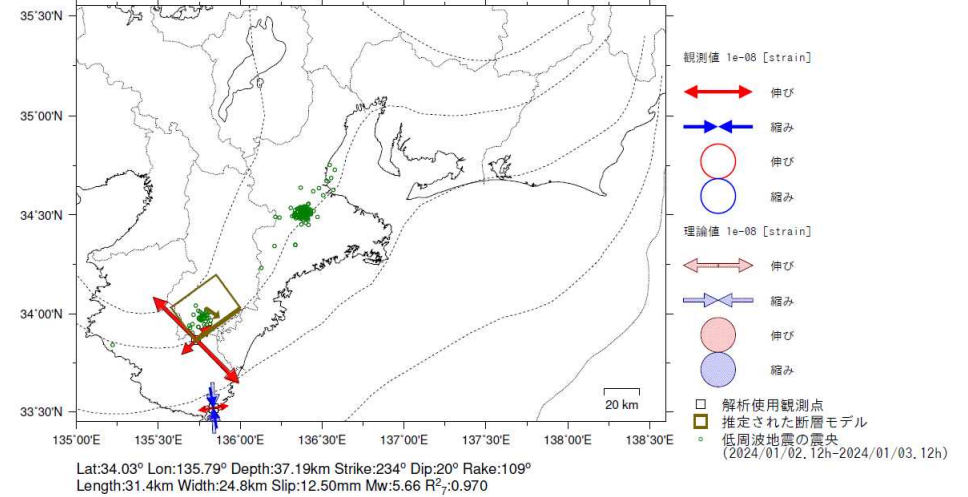 35°30'N
35°00'N
34°30'N
34°00'N
33°30'N
135°00'E 135°30'E 136°00'E 136°30'E 137°00'E 137°30'E 138°00'E 138°30'E
20 km
観測値 1e-08 [strain]
伸び
縮み
伸び
縮み
理論値 1e-08 [strain]
伸び
縮み
伸び
縮み
解析使用観測点
推定された断層モデル
低周波地震の震央
(2024/01/02.12h-2024/01/03.12h)
Lat:34.03° Lon:135.79° Depth:37.19km Strike:234° Dip:20° Rake:109°
Length:31.4km Width:24.8km Slip:12.50mm Mw:5.66 R²₇:0.970